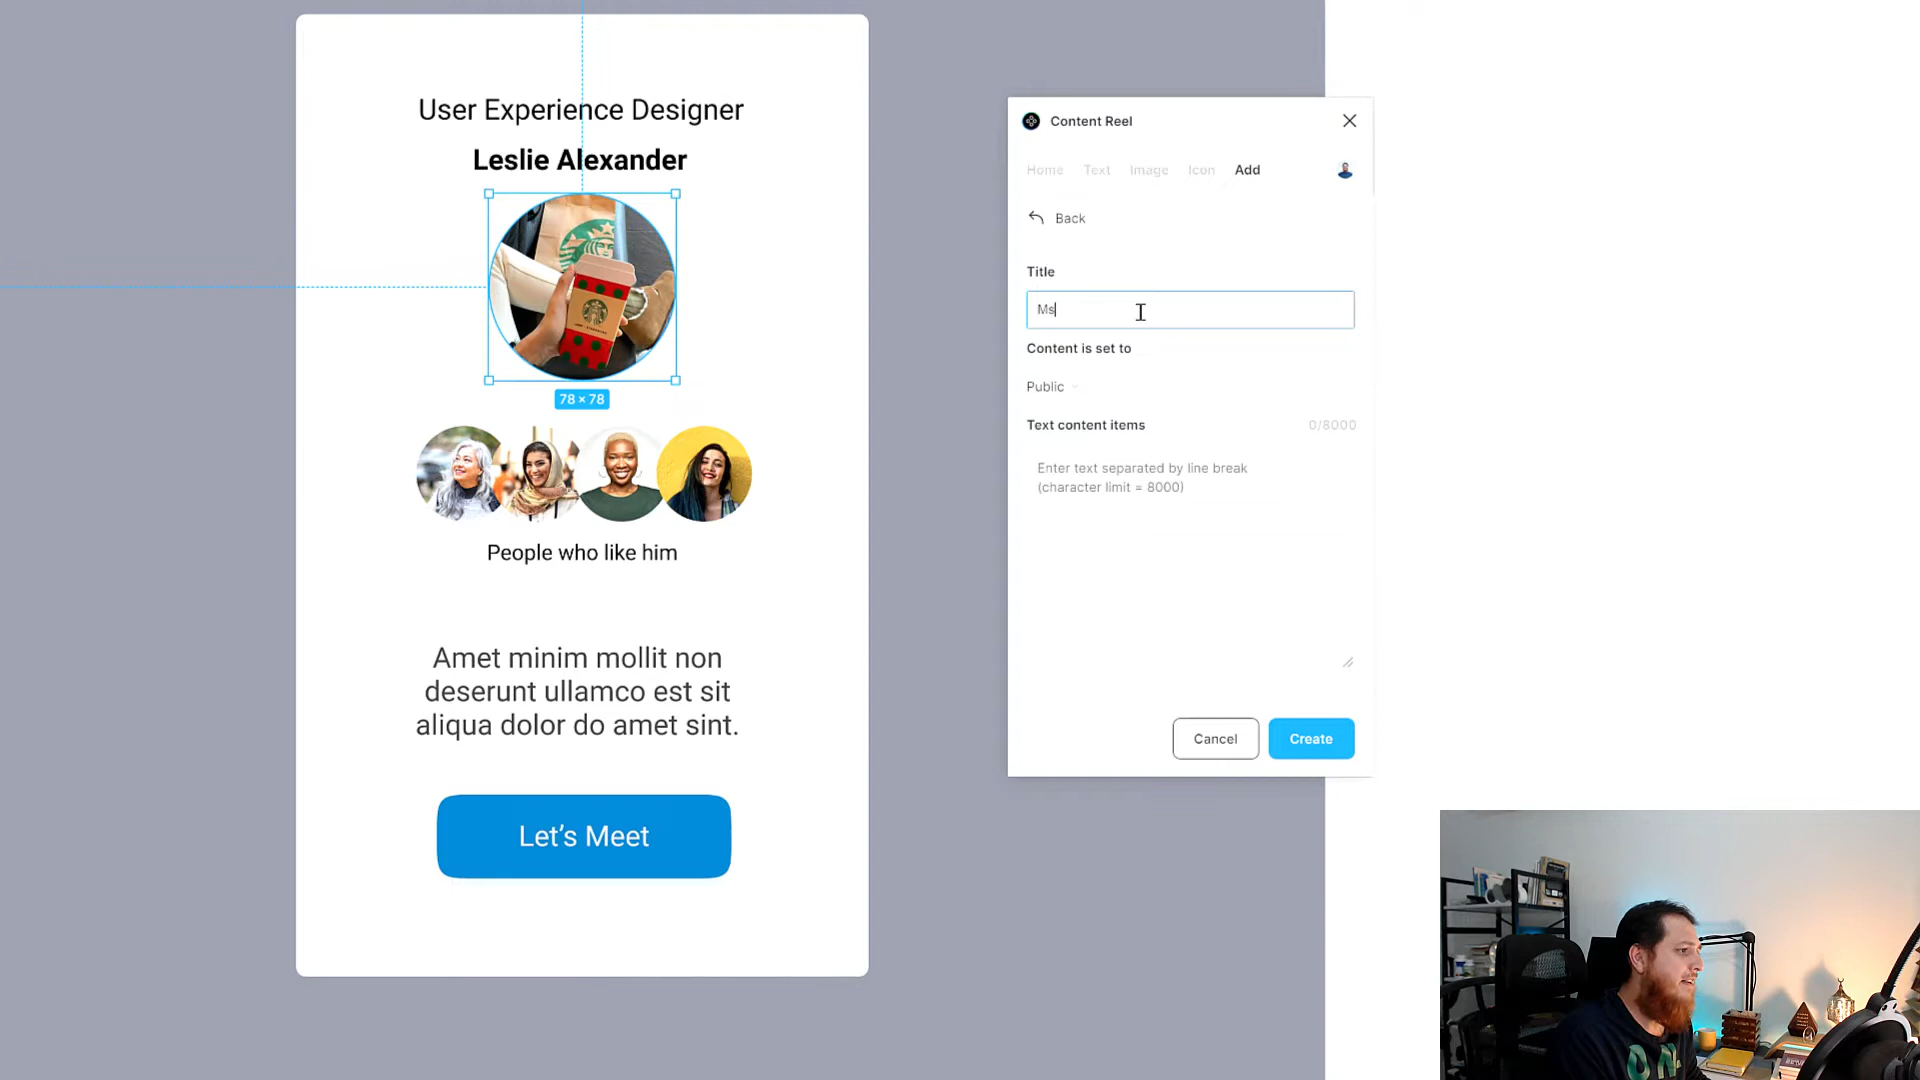 User Experience Designer
Leslie Alexander
78 × 78
People who like him
Amet minim mollit non
deserunt ullamco est sit
aliqua dolor do amet sint.
Let’s Meet
Content Reel
Home Text Image Icon Add
Back
Title
Ms
Content is set to
Public
Text content items 0/8000
Enter text separated by line break
(character limit = 8000)
Cancel Create